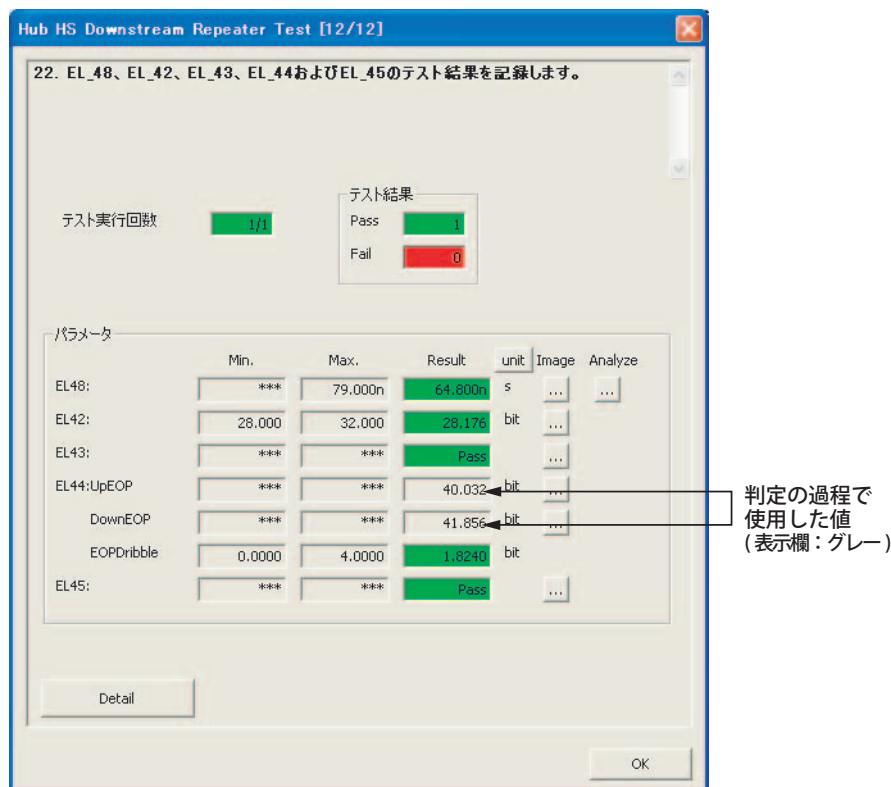 Hub HS Downstream Repeater Test [12/12]
22. EL_48、EL_42、EL_43、EL_44およびEL_45のテスト結果を記録します。
テスト実行回数 1/1
テスト結果
Pass 1
Fail 0
パラメータ
Min. Max. Result unit Image Analyze
EL48: *** 79.000n 64.800n s ... ...
EL42: 28.000 32.000 28.176 bit ...
EL43: *** *** Pass ...
EL44:UpEOP *** *** 40.032 bit ...
DownEOP *** *** 41.856 bit ...
EOPDribble 0.0000 4.0000 1.8240 bit
EL45: *** *** Pass ...
判定の過程で
使用した値
(表示欄：グレー)
Detail
OK